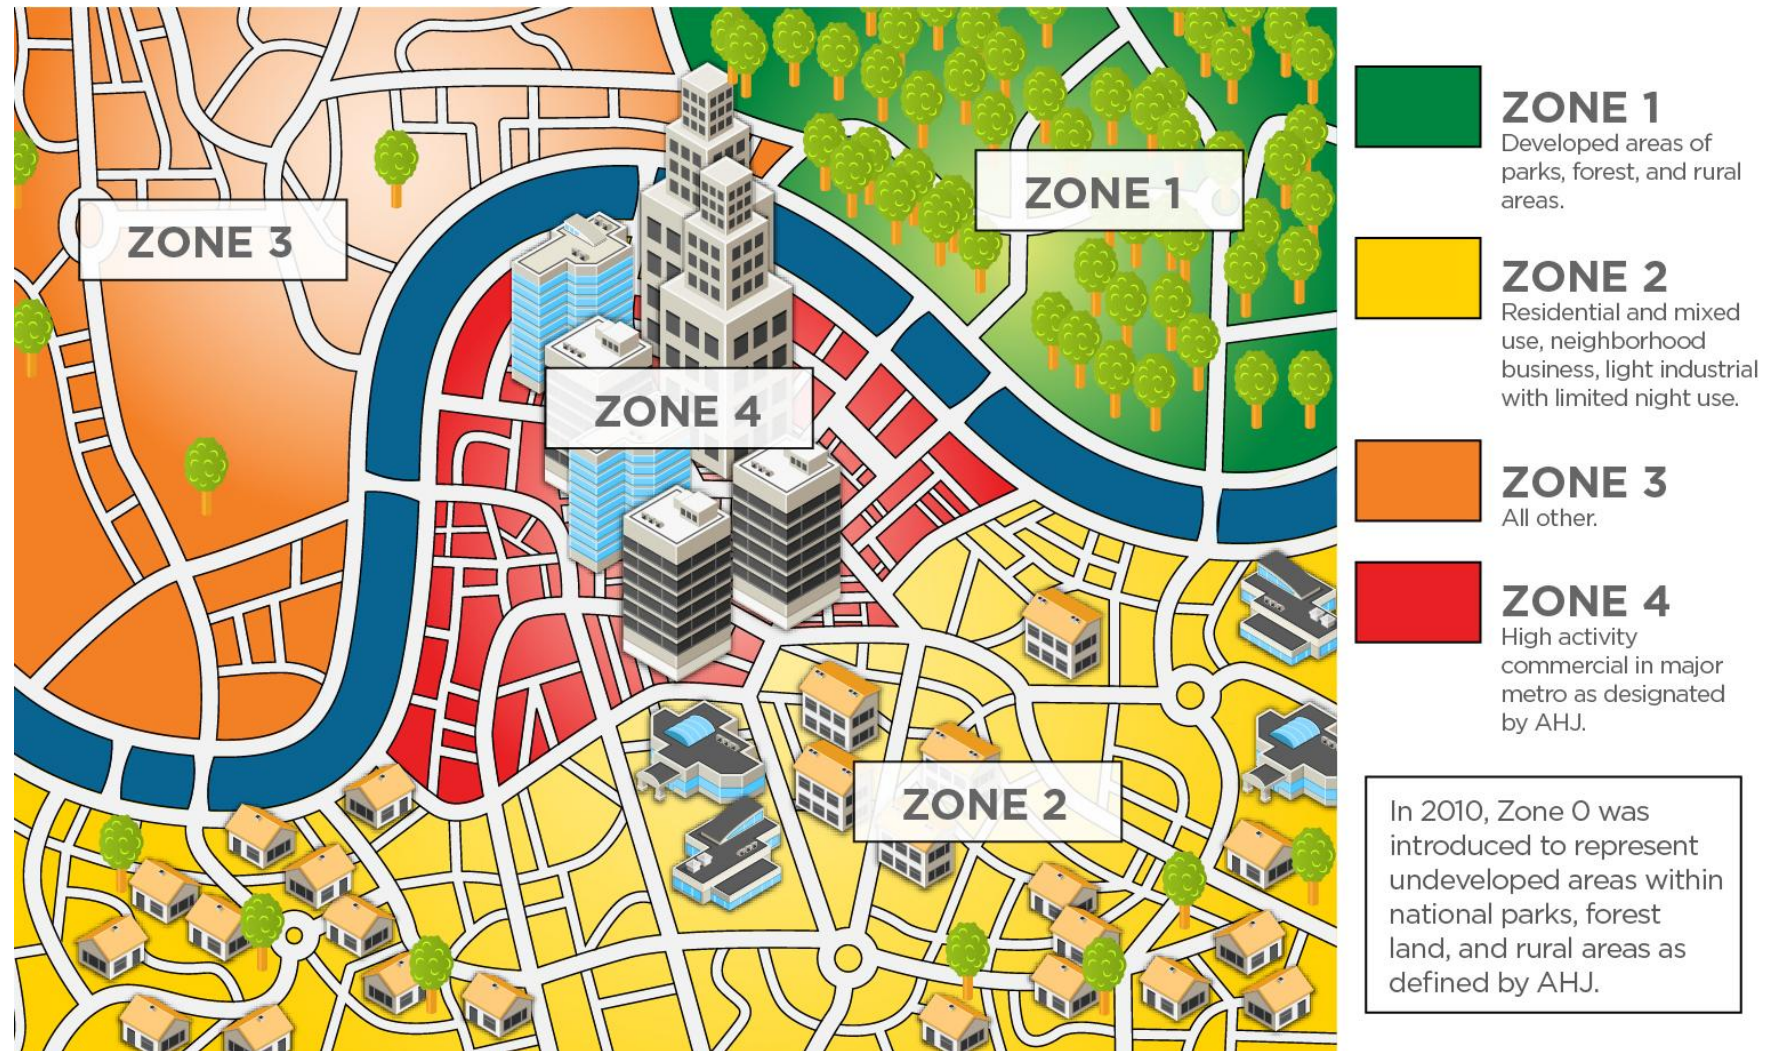 ZONE 3
ZONE 1
ZONE 4
ZONE 2
ZONE 1
Developed areas of
parks, forest, and rural
areas.
ZONE 2
Residential and mixed
use, neighborhood
business, light industrial
with limited night use.
ZONE 3
All other.
ZONE 4
High activity
commercial in major
metro as designated
by AHJ.
In 2010, Zone 0 was
introduced to represent
undeveloped areas within
national parks, forest
land, and rural areas as
defined by AHJ.